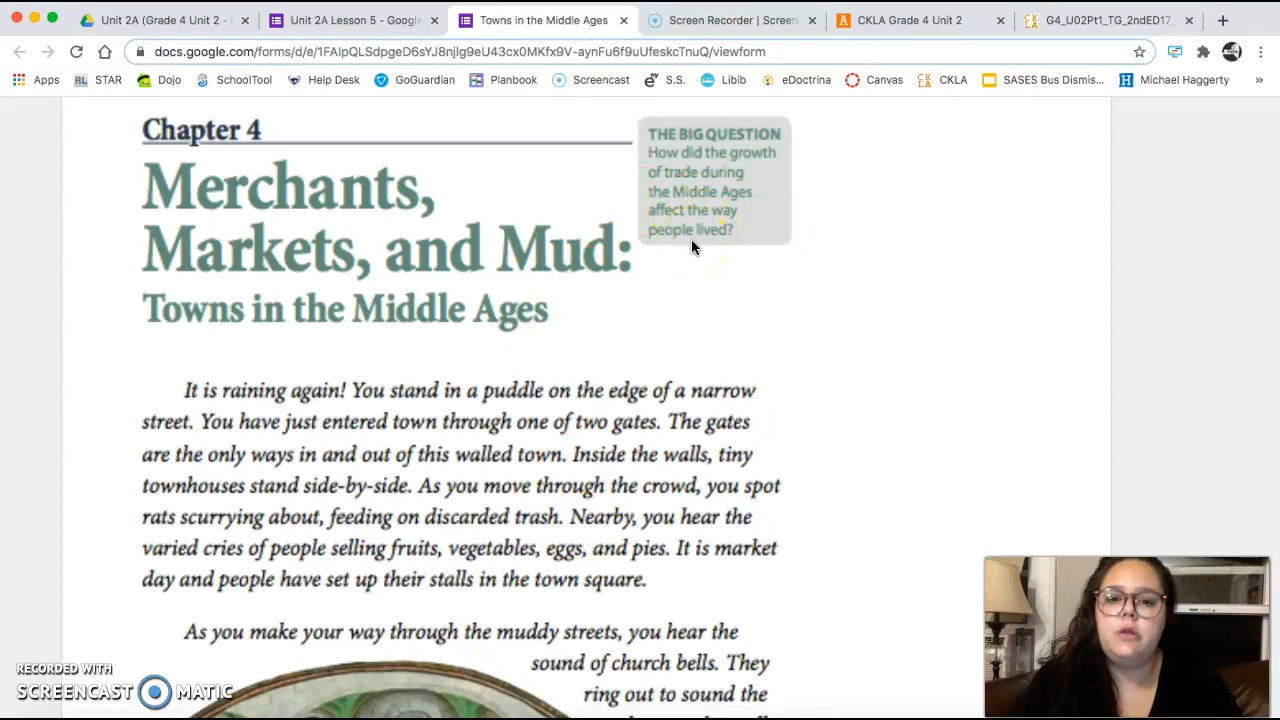 Unit 2A (Grade 4 Unit 2 -
Unit 2A Lesson 5 - Google
Towns in the Middle Ages
Screen Recorder | Screen
CKLA Grade 4 Unit 2
G4_U02Pt1_TG_2ndED17_
docs.google.com/forms/d/e/1FAIpQLSdpgeD6sYJ8njlg9eU43cx0MKfx9V-aynFu6f9uUfeskcTnuQ/viewform
Apps
RL STAR
Dojo
SchoolTool
Help Desk
GoGuardian
Planbook
Screencast
S.S.
Libib
eDoctrina
Canvas
CKLA
SASES Bus Dismis...
Michael Haggerty
Chapter 4
Merchants,
Markets, and Mud:
Towns in the Middle Ages
THE BIG QUESTION
How did the growth
of trade during
the Middle Ages
affect the way
people lived?
It is raining again! You stand in a puddle on the edge of a narrow
street. You have just entered town through one of two gates. The gates
are the only ways in and out of this walled town. Inside the walls, tiny
townhouses stand side-by-side. As you move through the crowd, you spot
rats scurrying about, feeding on discarded trash. Nearby, you hear the
varied cries of people selling fruits, vegetables, eggs, and pies. It is market
day and people have set up their stalls in the town square.
As you make your way through the muddy streets, you hear the
sound of church bells. They
ring out to sound the
RECORDED WITH
SCREENCAST MATIC